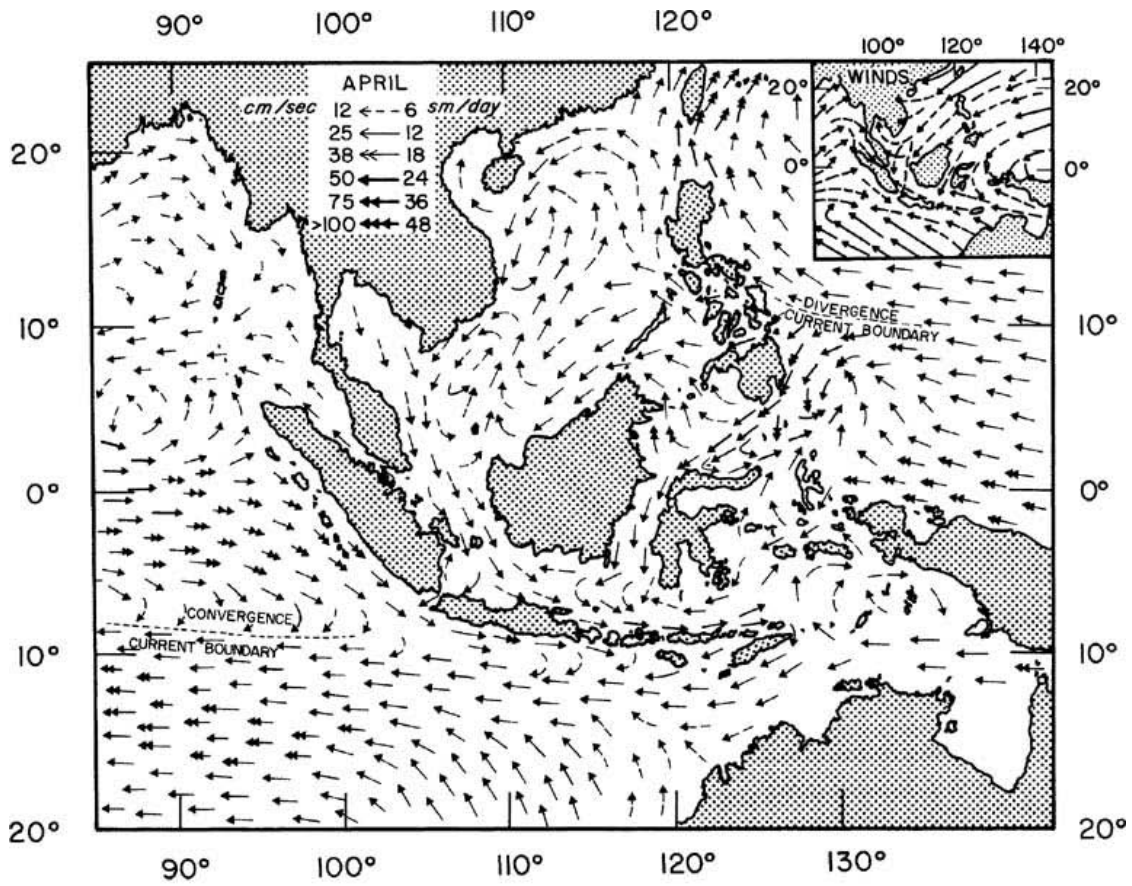 90° 100° 110° 120°
100° 120° 140°
APRIL
cm/sec sm/day
12 6
25 12
38 18
50 24
75 36
>100 48
WINDS
20° 20°
0° 0°
20°
DIVERGENCE
CURRENT BOUNDARY
10° 10°
0° 0°
CONVERGENCE
CURRENT BOUNDARY
10° 10°
20° 20°
90° 100° 110° 120° 130°